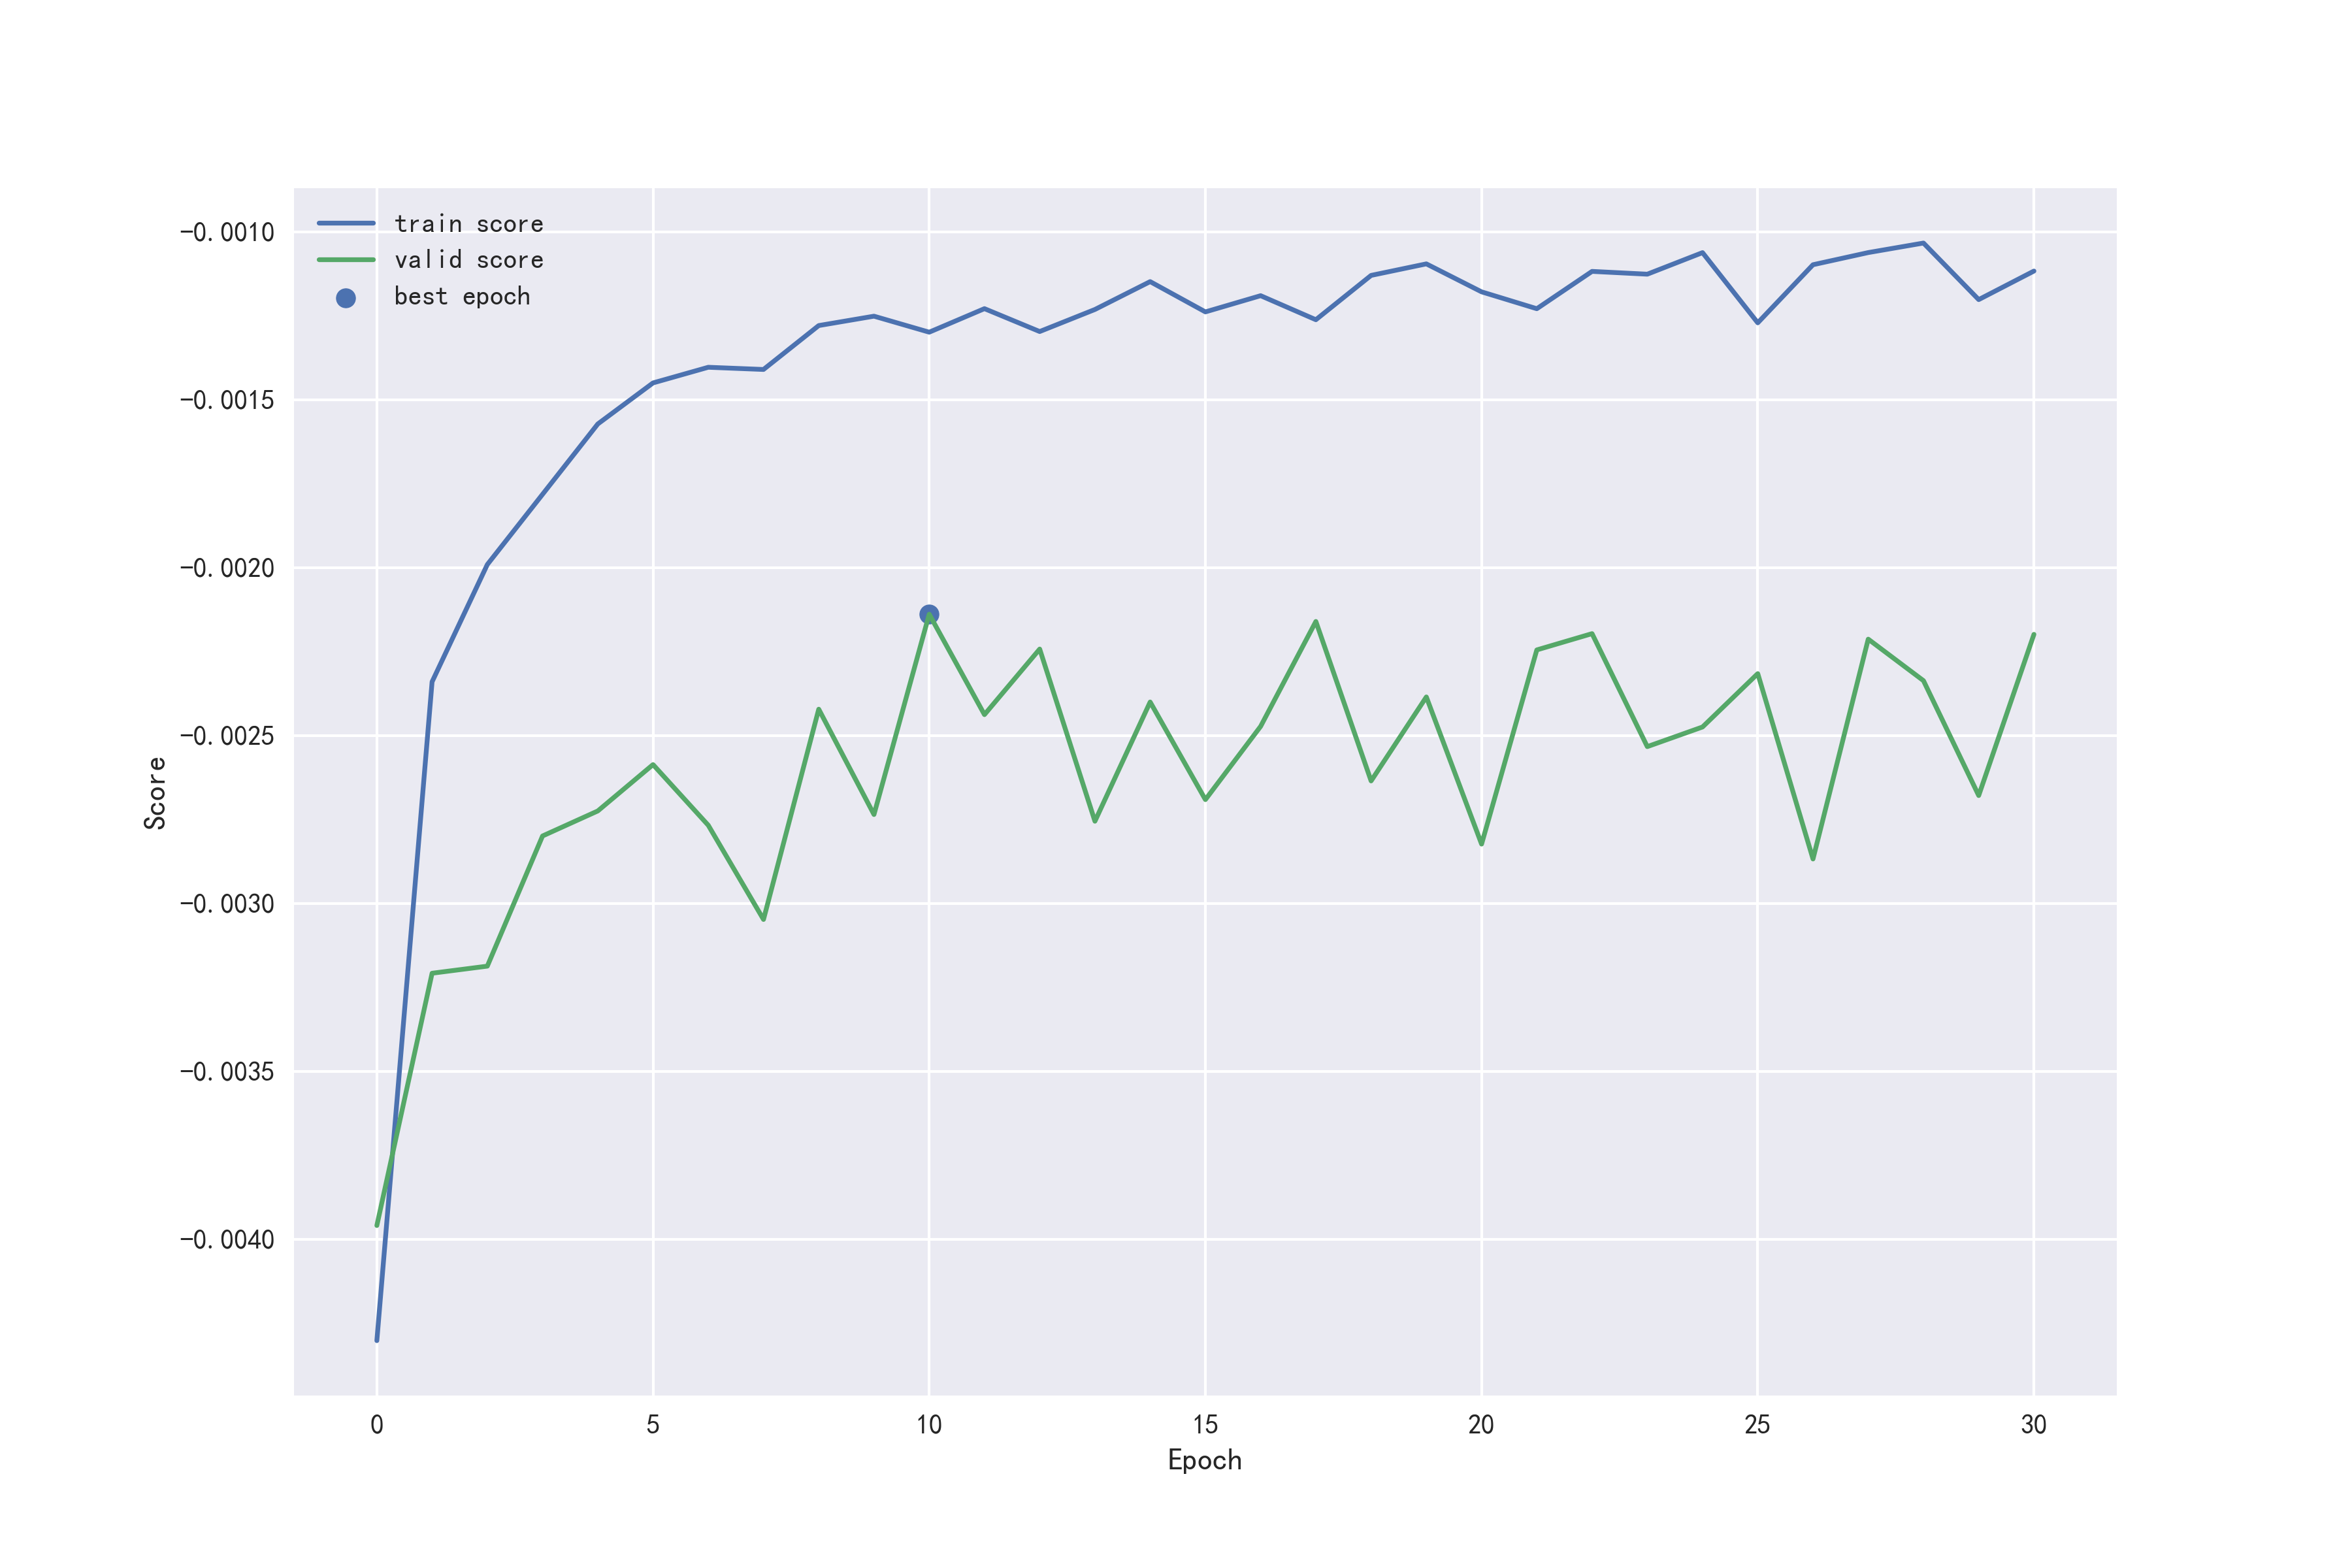 train score
valid score
best epoch
−0.0010
−0.0015
−0.0020
−0.0025
−0.0030
−0.0035
−0.0040
Score
0 5 10 15 20 25 30
Epoch